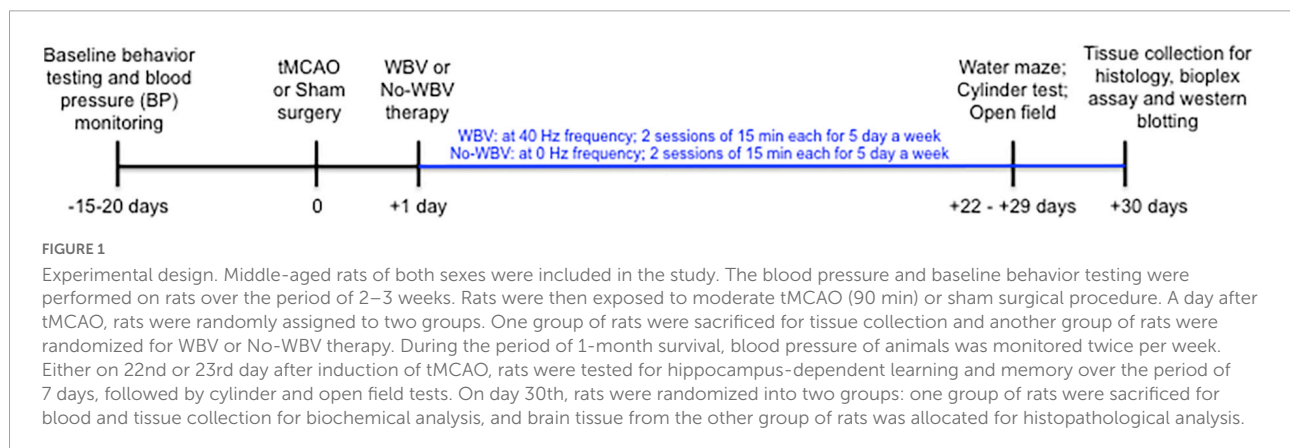 Baseline behavior
testing and blood
pressure (BP)
monitoring
tMCAO
or Sham
surgery
WBV or
No-WBV
therapy
Water maze;
Cylinder test;
Open field
Tissue collection for
histology, bioplex
assay and western
blotting
WBV: at 40 Hz frequency; 2 sessions of 15 min each for 5 day a week
No-WBV: at 0 Hz frequency; 2 sessions of 15 min each for 5 day a week
-15-20 days
0
+1 day
+22 - +29 days
+30 days
FIGURE 1
Experimental design. Middle-aged rats of both sexes were included in the study. The blood pressure and baseline behavior testing were
performed on rats over the period of 2–3 weeks. Rats were then exposed to moderate tMCAO (90 min) or sham surgical procedure. A day after
tMCAO, rats were randomly assigned to two groups. One group of rats were sacrificed for tissue collection and another group of rats were
randomized for WBV or No-WBV therapy. During the period of 1-month survival, blood pressure of animals was monitored twice per week.
Either on 22nd or 23rd day after induction of tMCAO, rats were tested for hippocampus-dependent learning and memory over the period of
7 days, followed by cylinder and open field tests. On day 30th, rats were randomized into two groups: one group of rats were sacrificed for
blood and tissue collection for biochemical analysis, and brain tissue from the other group of rats was allocated for histopathological analysis.